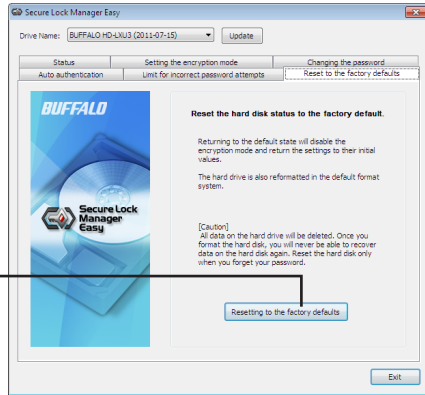 Secure Lock Manager Easy
Drive Name: BUFFALO HD-LXU3 (2011-07-15) Update
Status Setting the encryption mode Changing the password
Auto authentication Limit for incorrect password attempts Reset to the factory defaults
BUFFALO
Secure Lock
Manager
Easy
Reset the hard disk status to the factory default.
Returning to the default state will disable the
encryption mode and return the settings to their initial
values.
The hard drive is also reformatted in the default format
system.
[Caution]
All data on the hard drive will be deleted. Once you
format the hard disk, you will never be able to recover
data on the hard disk again. Reset the hard disk only
when you forget your password.
Resetting to the factory defaults
Exit